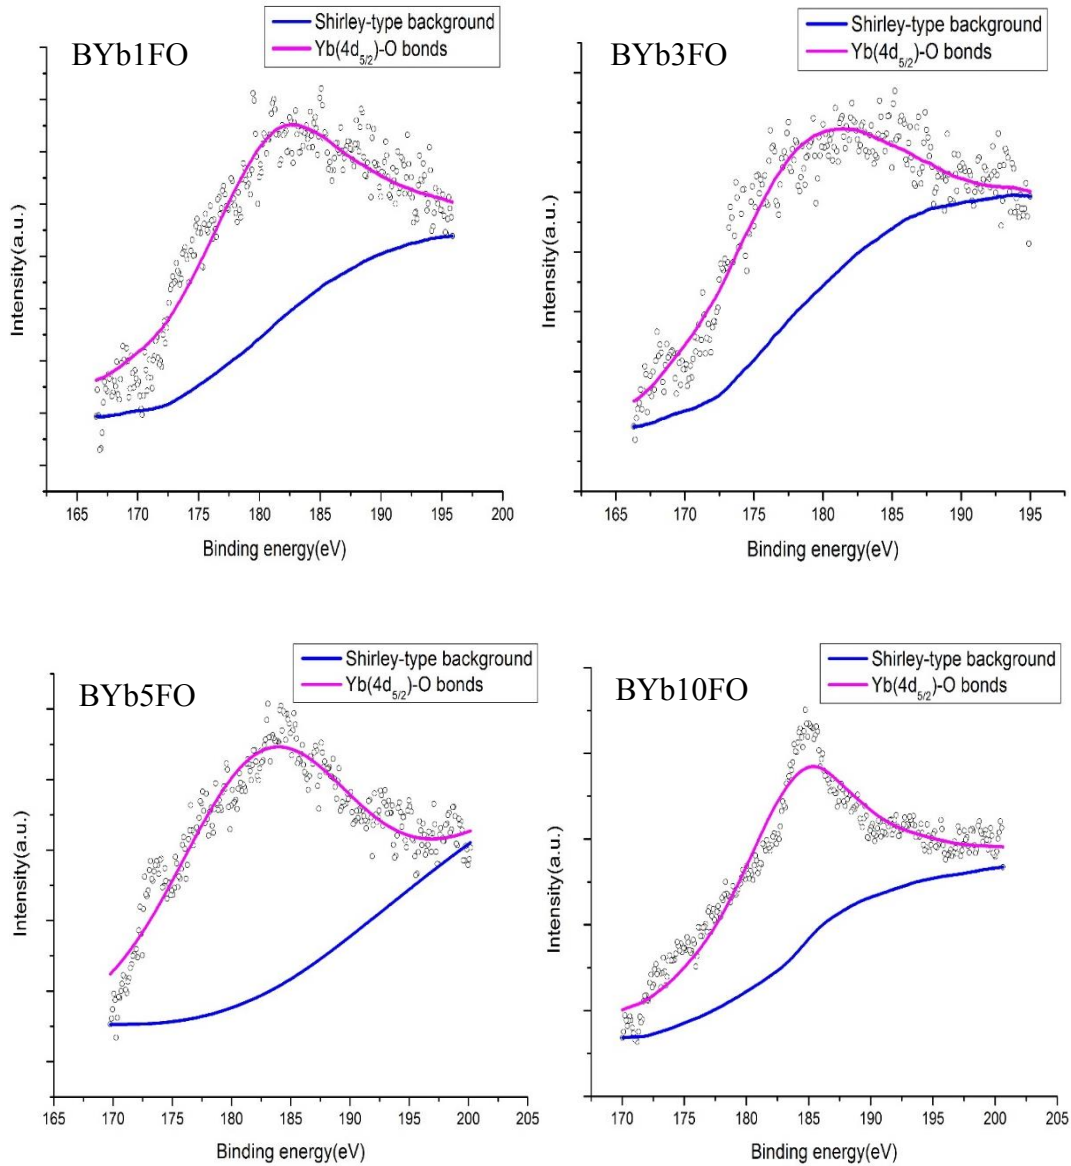 BYb1FO
Shirley-type background
Yb(4d5/2)-O bonds
Intensity(a.u.)
165 170 175 180 185 190 195 200
Binding energy(eV)
BYb3FO
Shirley-type background
Yb(4d5/2)-O bonds
Intensity(a.u.)
165 170 175 180 185 190 195
Binding energy(eV)
BYb5FO
Shirley-type background
Yb(4d5/2)-O bonds
Intensity(a.u.)
165 170 175 180 185 190 195 200 205
Binding energy(eV)
BYb10FO
Shirley-type background
Yb(4d5/2)-O bonds
Intensity(a.u.)
170 175 180 185 190 195 200 205
Binding energy(eV)